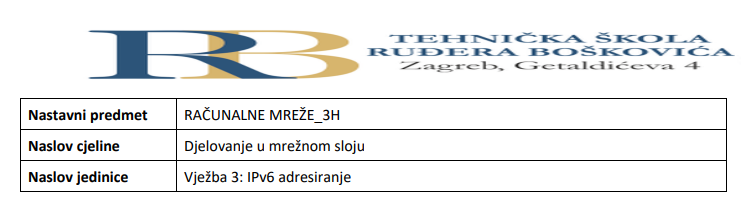 RB
TEHNIČKA ŠKOLA
RUĐERA BOŠKOVIĆA
Zagreb, Getaldićeva 4
Nastavni predmet RAČUNALNE MREŽE_3H
Naslov cjeline Djelovanje u mrežnom sloju
Naslov jedinice Vježba 3: IPv6 adresiranje